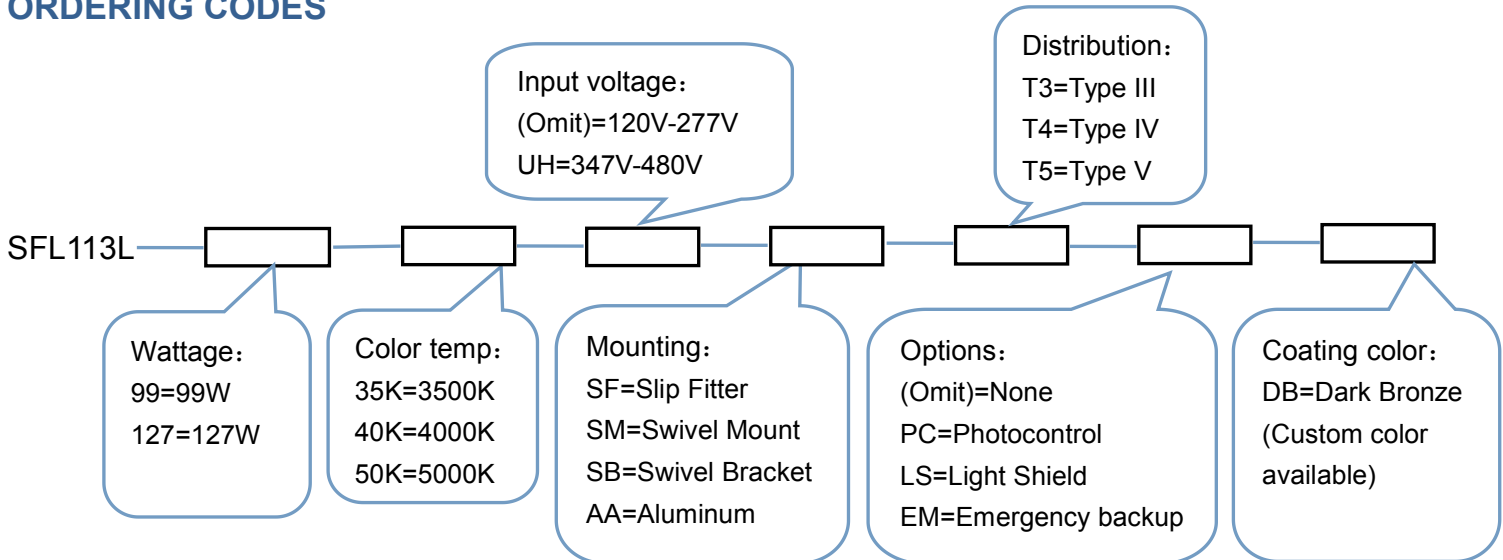 ORDERING CODES
Input voltage：
(Omit)=120V-277V
UH=347V-480V
Distribution：
T3=Type III
T4=Type IV
T5=Type V
SFL113L
Wattage：
99=99W
127=127W
Color temp：
35K=3500K
40K=4000K
50K=5000K
Mounting：
SF=Slip Fitter
SM=Swivel Mount
SB=Swivel Bracket
AA=Aluminum
Options：
(Omit)=None
PC=Photocontrol
LS=Light Shield
EM=Emergency backup
Coating color：
DB=Dark Bronze
(Custom color
available)